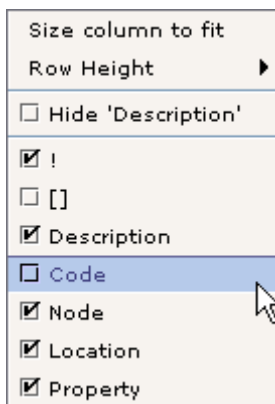 Size column to fit
Row Height
Hide 'Description'
!
[]
Description
Code
Node
Location
Property